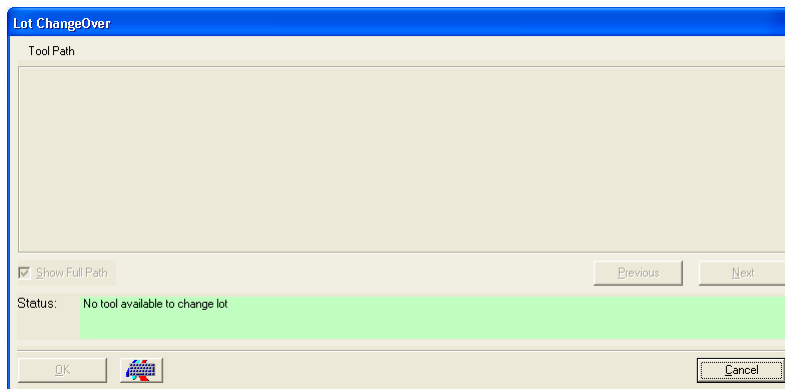 Lot ChangeOver
Tool Path
Show Full Path
Previous
Next
Status:
No tool available to change lot
OK
Cancel